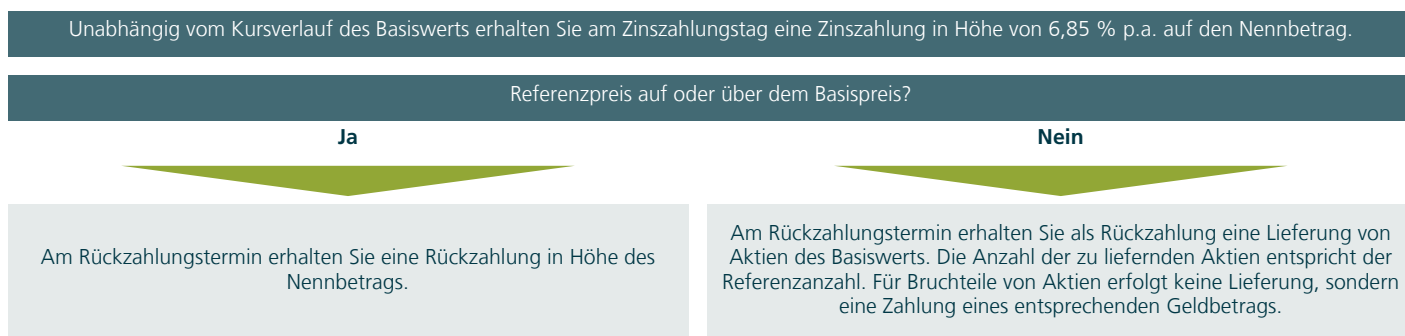 Unabhängig vom Kursverlauf des Basiswerts erhalten Sie am Zinszahlungstag eine Zinszahlung in Höhe von 6,85 % p.a. auf den Nennbetrag.
Referenzpreis auf oder über dem Basispreis?
Ja
Nein
Am Rückzahlungstermin erhalten Sie eine Rückzahlung in Höhe des
Nennbetrags.
Am Rückzahlungstermin erhalten Sie als Rückzahlung eine Lieferung von
Aktien des Basiswerts. Die Anzahl der zu liefernden Aktien entspricht der
Referenzanzahl. Für Bruchteile von Aktien erfolgt keine Lieferung, sondern
eine Zahlung eines entsprechenden Geldbetrags.